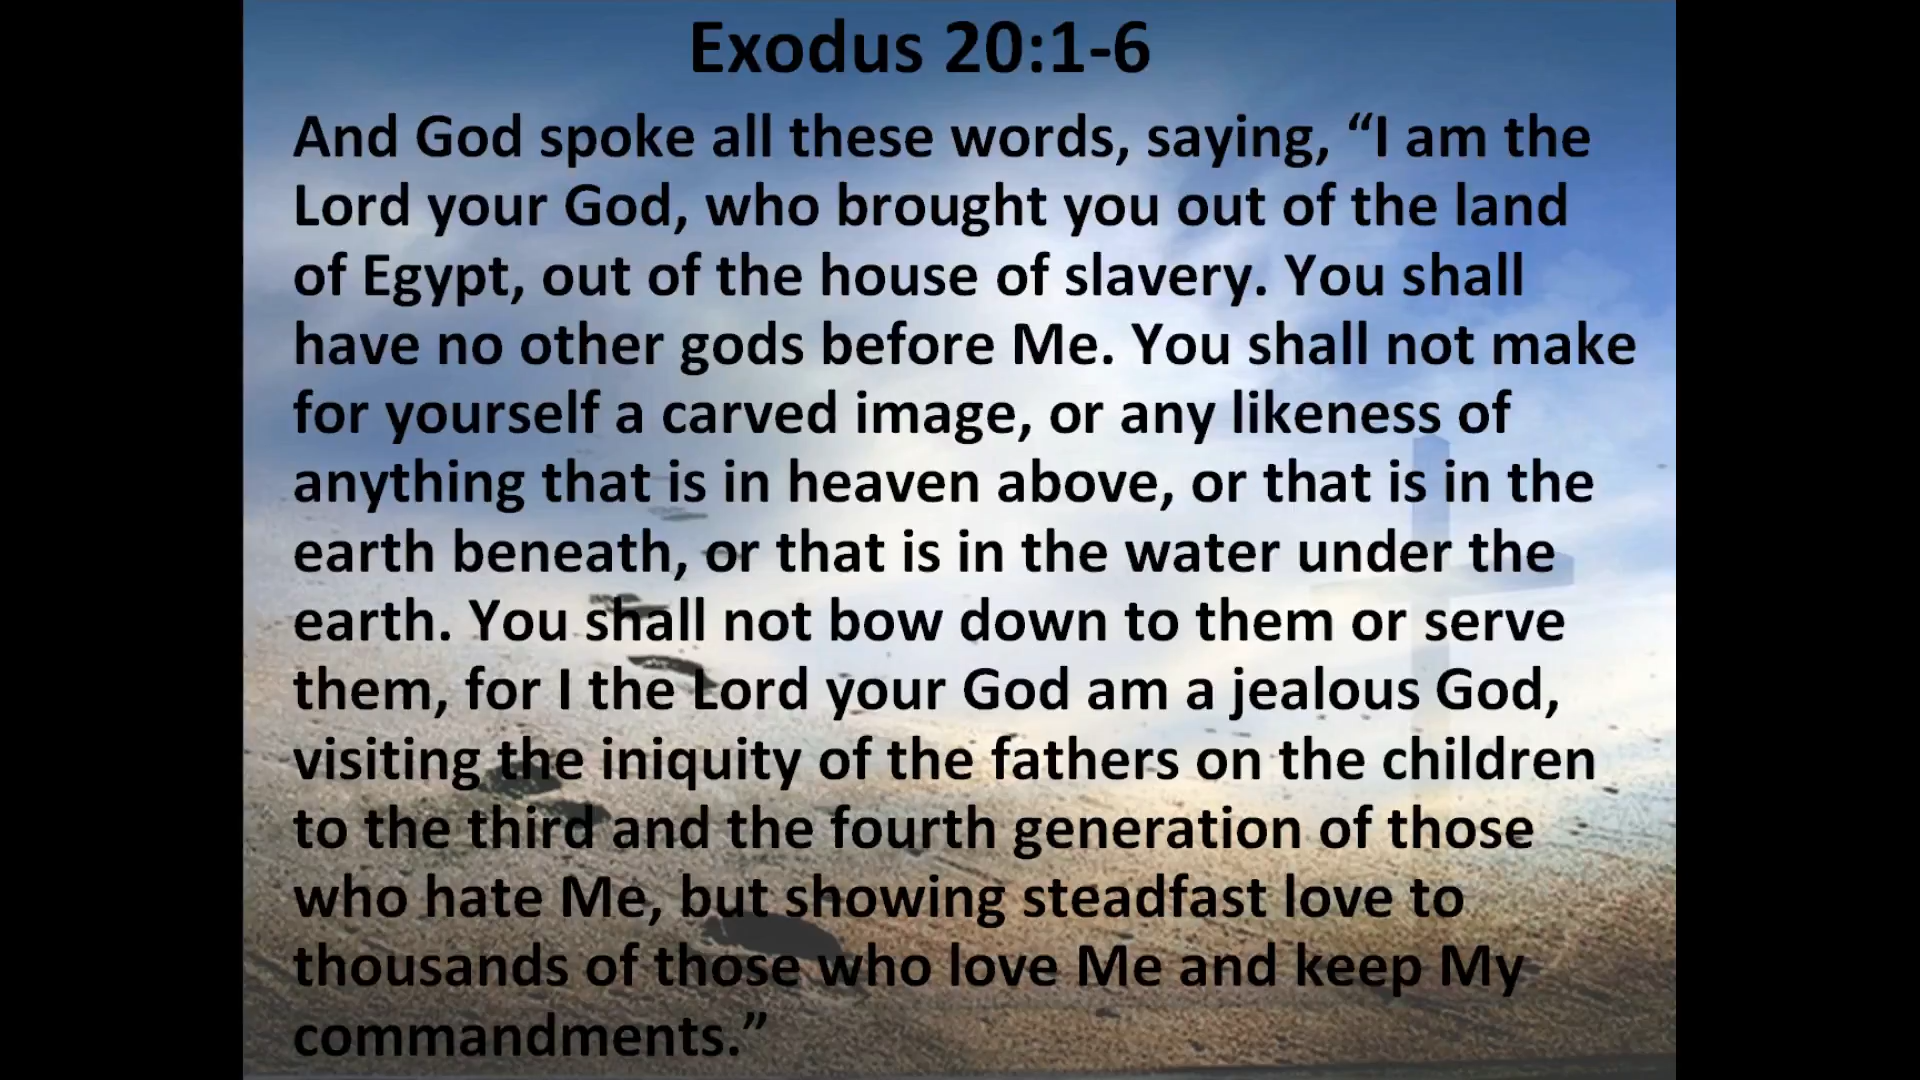 Exodus 20:1-6
And God spoke all these words, saying, “I am the
Lord your God, who brought you out of the land
of Egypt, out of the house of slavery. You shall
have no other gods before Me. You shall not make
for yourself a carved image, or any likeness of
anything that is in heaven above, or that is in the
earth beneath, or that is in the water under the
earth. You shall not bow down to them or serve
them, for I the Lord your God am a jealous God,
visiting the iniquity of the fathers on the children
to the third and the fourth generation of those
who hate Me, but showing steadfast love to
thousands of those who love Me and keep My
commandments.”